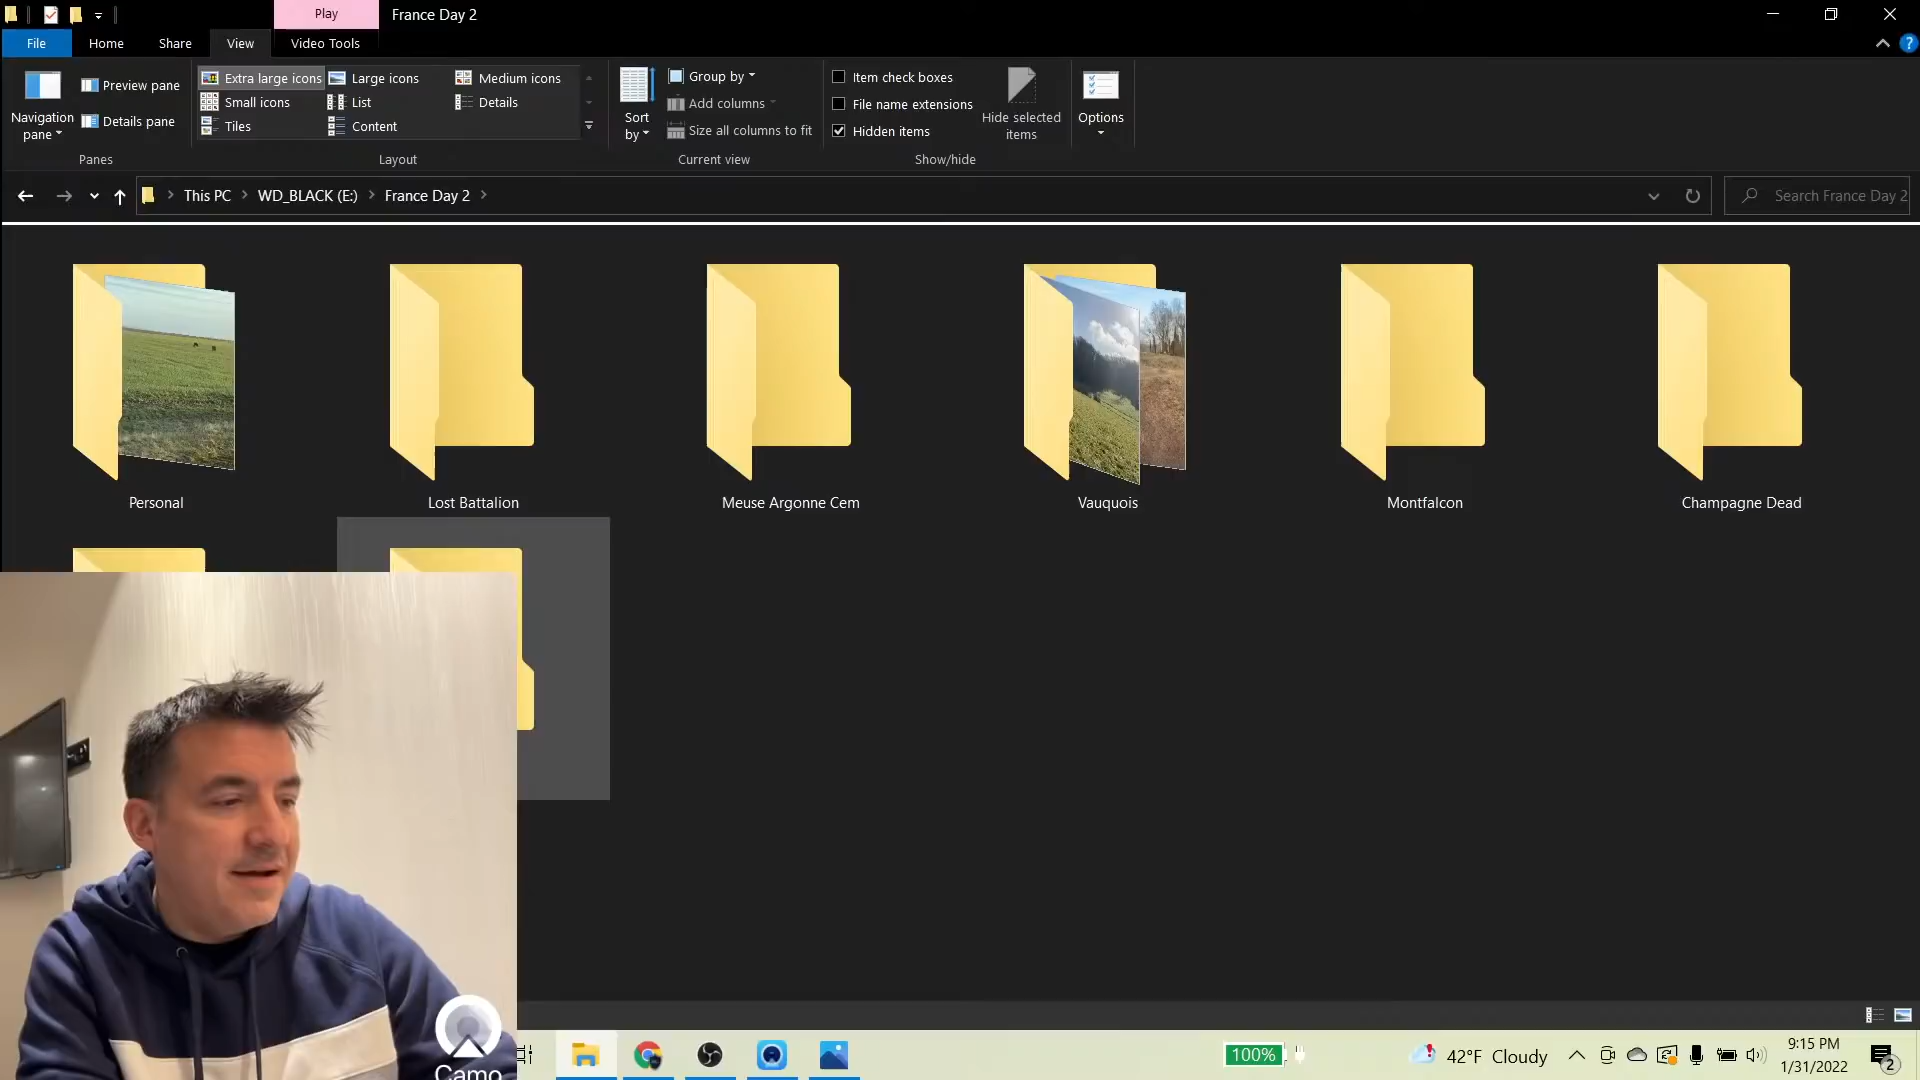 Play
France Day 2
File
Home
Share
View
Video Tools
Navigation pane
Preview pane
Details pane
Panes
Extra large icons
Large icons
Medium icons
Small icons
List
Details
Tiles
Content
Layout
Sort by
Group by
Add columns
Size all columns to fit
Current view
Item check boxes
File name extensions
Hidden items
Hide selected items
Show/hide
Options
This PC
WD_BLACK (E:)
France Day 2
Search France Day 2
Personal
Lost Battalion
Meuse Argonne Cem
Vauquois
Montfalcon
Champagne Dead
Camo
100%
42°F Cloudy
9:15 PM
1/31/2022
2